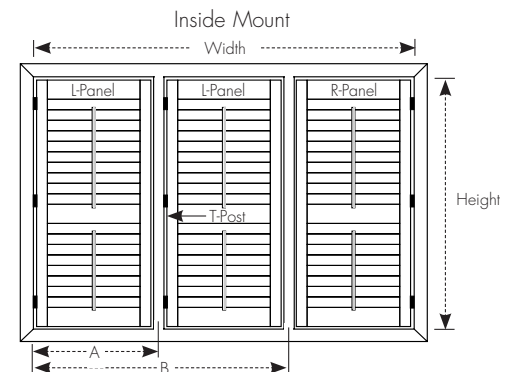 Inside Mount
Width
L-Panel L-Panel R-Panel
Height
T-Post
A
B